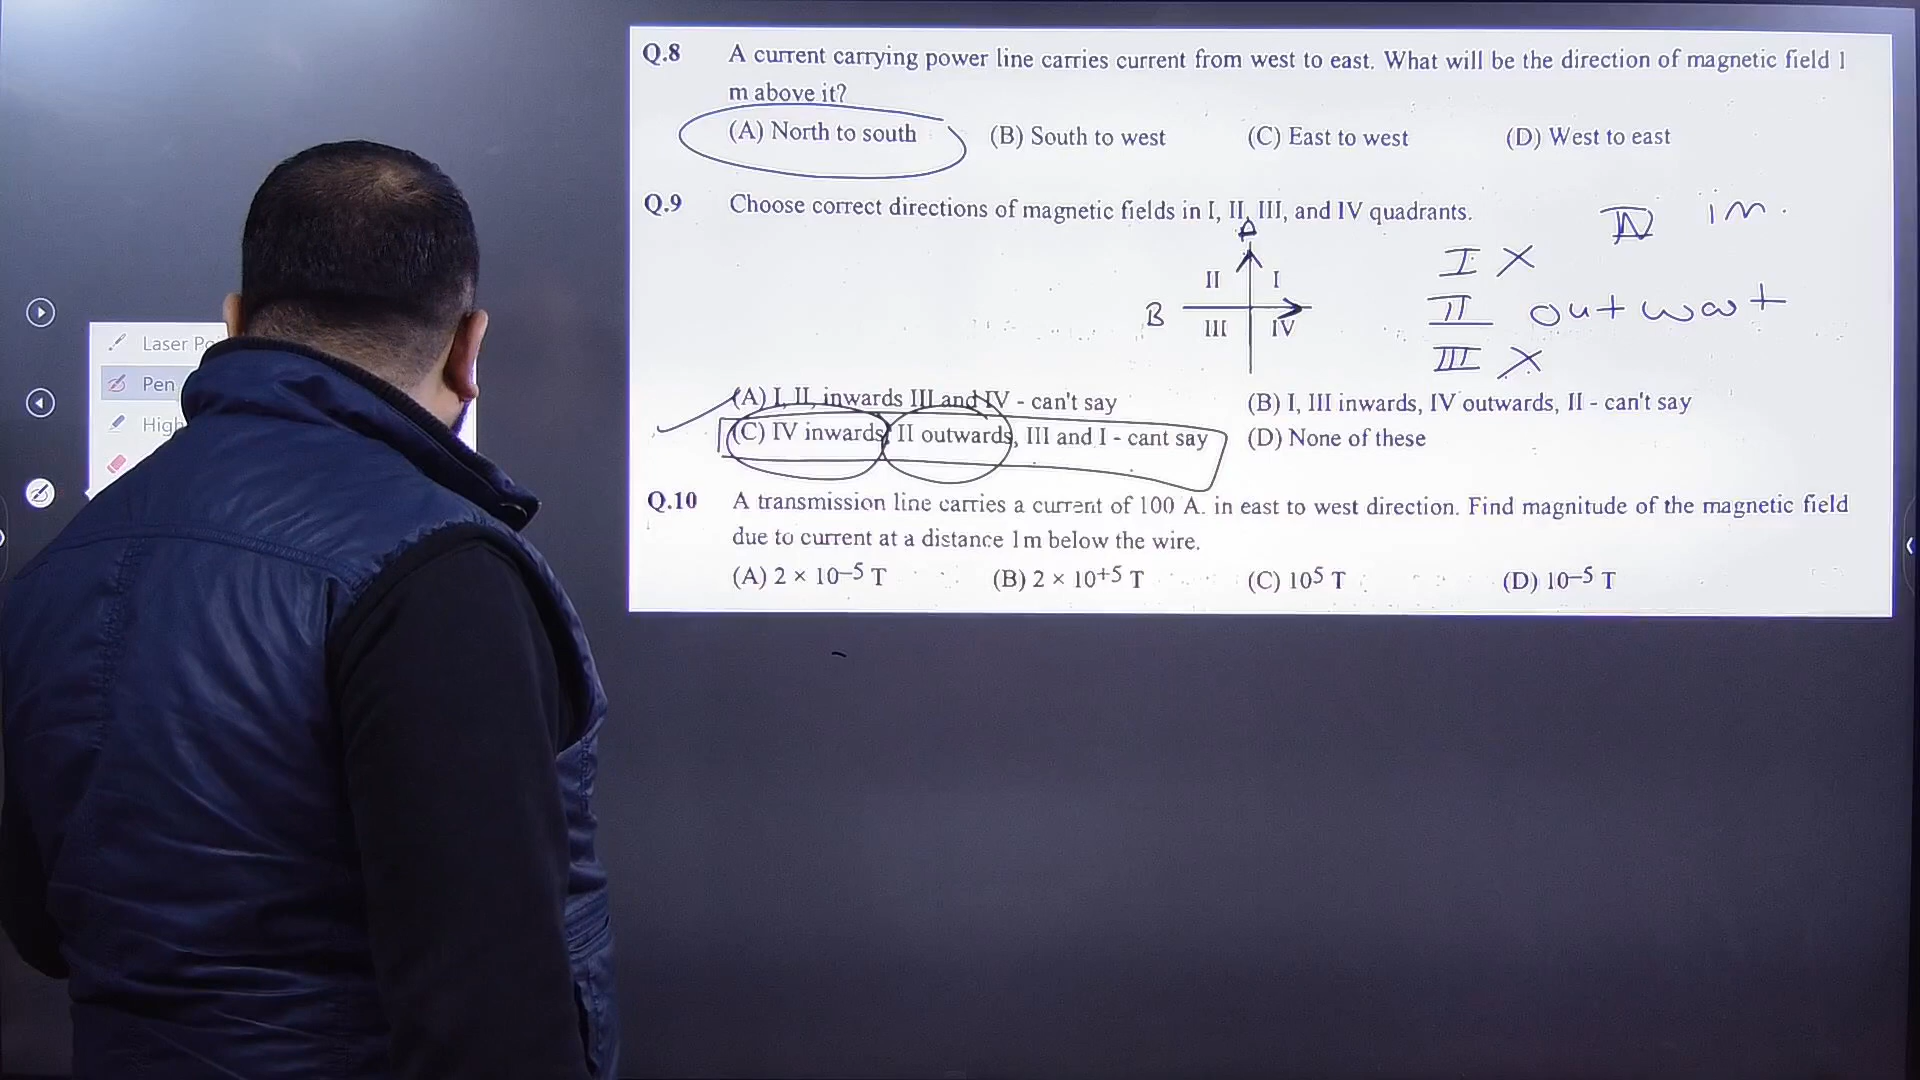 Q.8 A current carrying power line carries current from west to east. What will be the direction of magnetic field 1
m above it?
(A) North to south (B) South to west (C) East to west (D) West to east
Q.9 Choose correct directions of magnetic fields in I, II, III, and IV quadrants.
IV in.
A
I X
II I
B
II outwat
III IV
III X
(A) I, II, inwards III and IV - can't say (B) I, III inwards, IV outwards, II - can't say
(C) IV inwards, II outwards, III and I - cant say (D) None of these
Q.10 A transmission line carries a current of 100 A. in east to west direction. Find magnitude of the magnetic field
due to current at a distance 1m below the wire.
(A) 2 × 10–5 T (B) 2 × 10+5 T (C) 105 T (D) 10–5 T
Laser Po
Pen
High